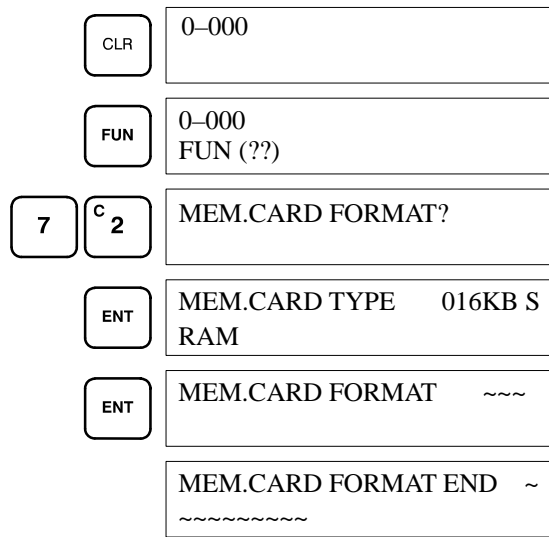 CLR
0–000
FUN
0–000
FUN (??)
7 C 2
MEM.CARD FORMAT?
ENT
MEM.CARD TYPE 016KB S
RAM
ENT
MEM.CARD FORMAT ~~~
MEM.CARD FORMAT END ~
~~~~~~~~~